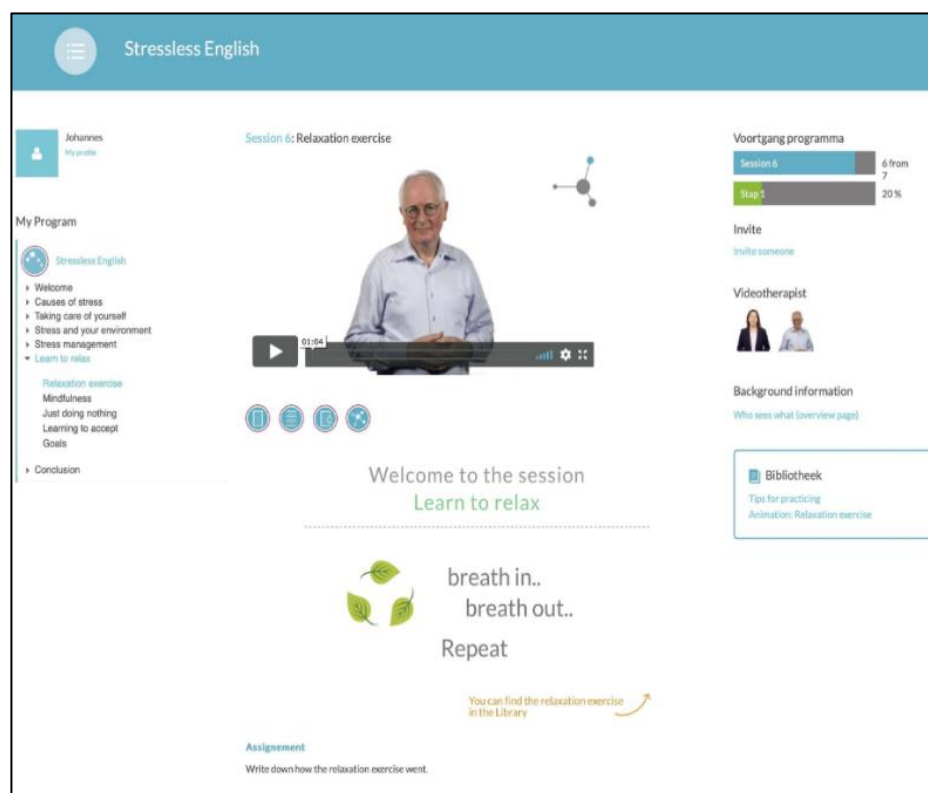 Stressless English
Johannes
My profile
My Program
Stressless English
Welcome
Causes of stress
Taking care of yourself
Stress and your environment
Stress management
Learn to relax
Relaxation exercise
Mindfulness
Just doing nothing
Learning to accept
Goals
Conclusion
Session 6: Relaxation exercise
01:04
Welcome to the session
Learn to relax
breath in..
breath out..
Repeat
You can find the relaxation exercise
in the Library
Assignement
Write down how the relaxation exercise went.
Voortgang programma
Session 6
6 from
7
Stap 1
20 %
Invite
Invite someone
Videotherapist
Background information
Who sees what (overview page)
Bibliotheek
Tips for practicing
Animation: Relaxation exercise